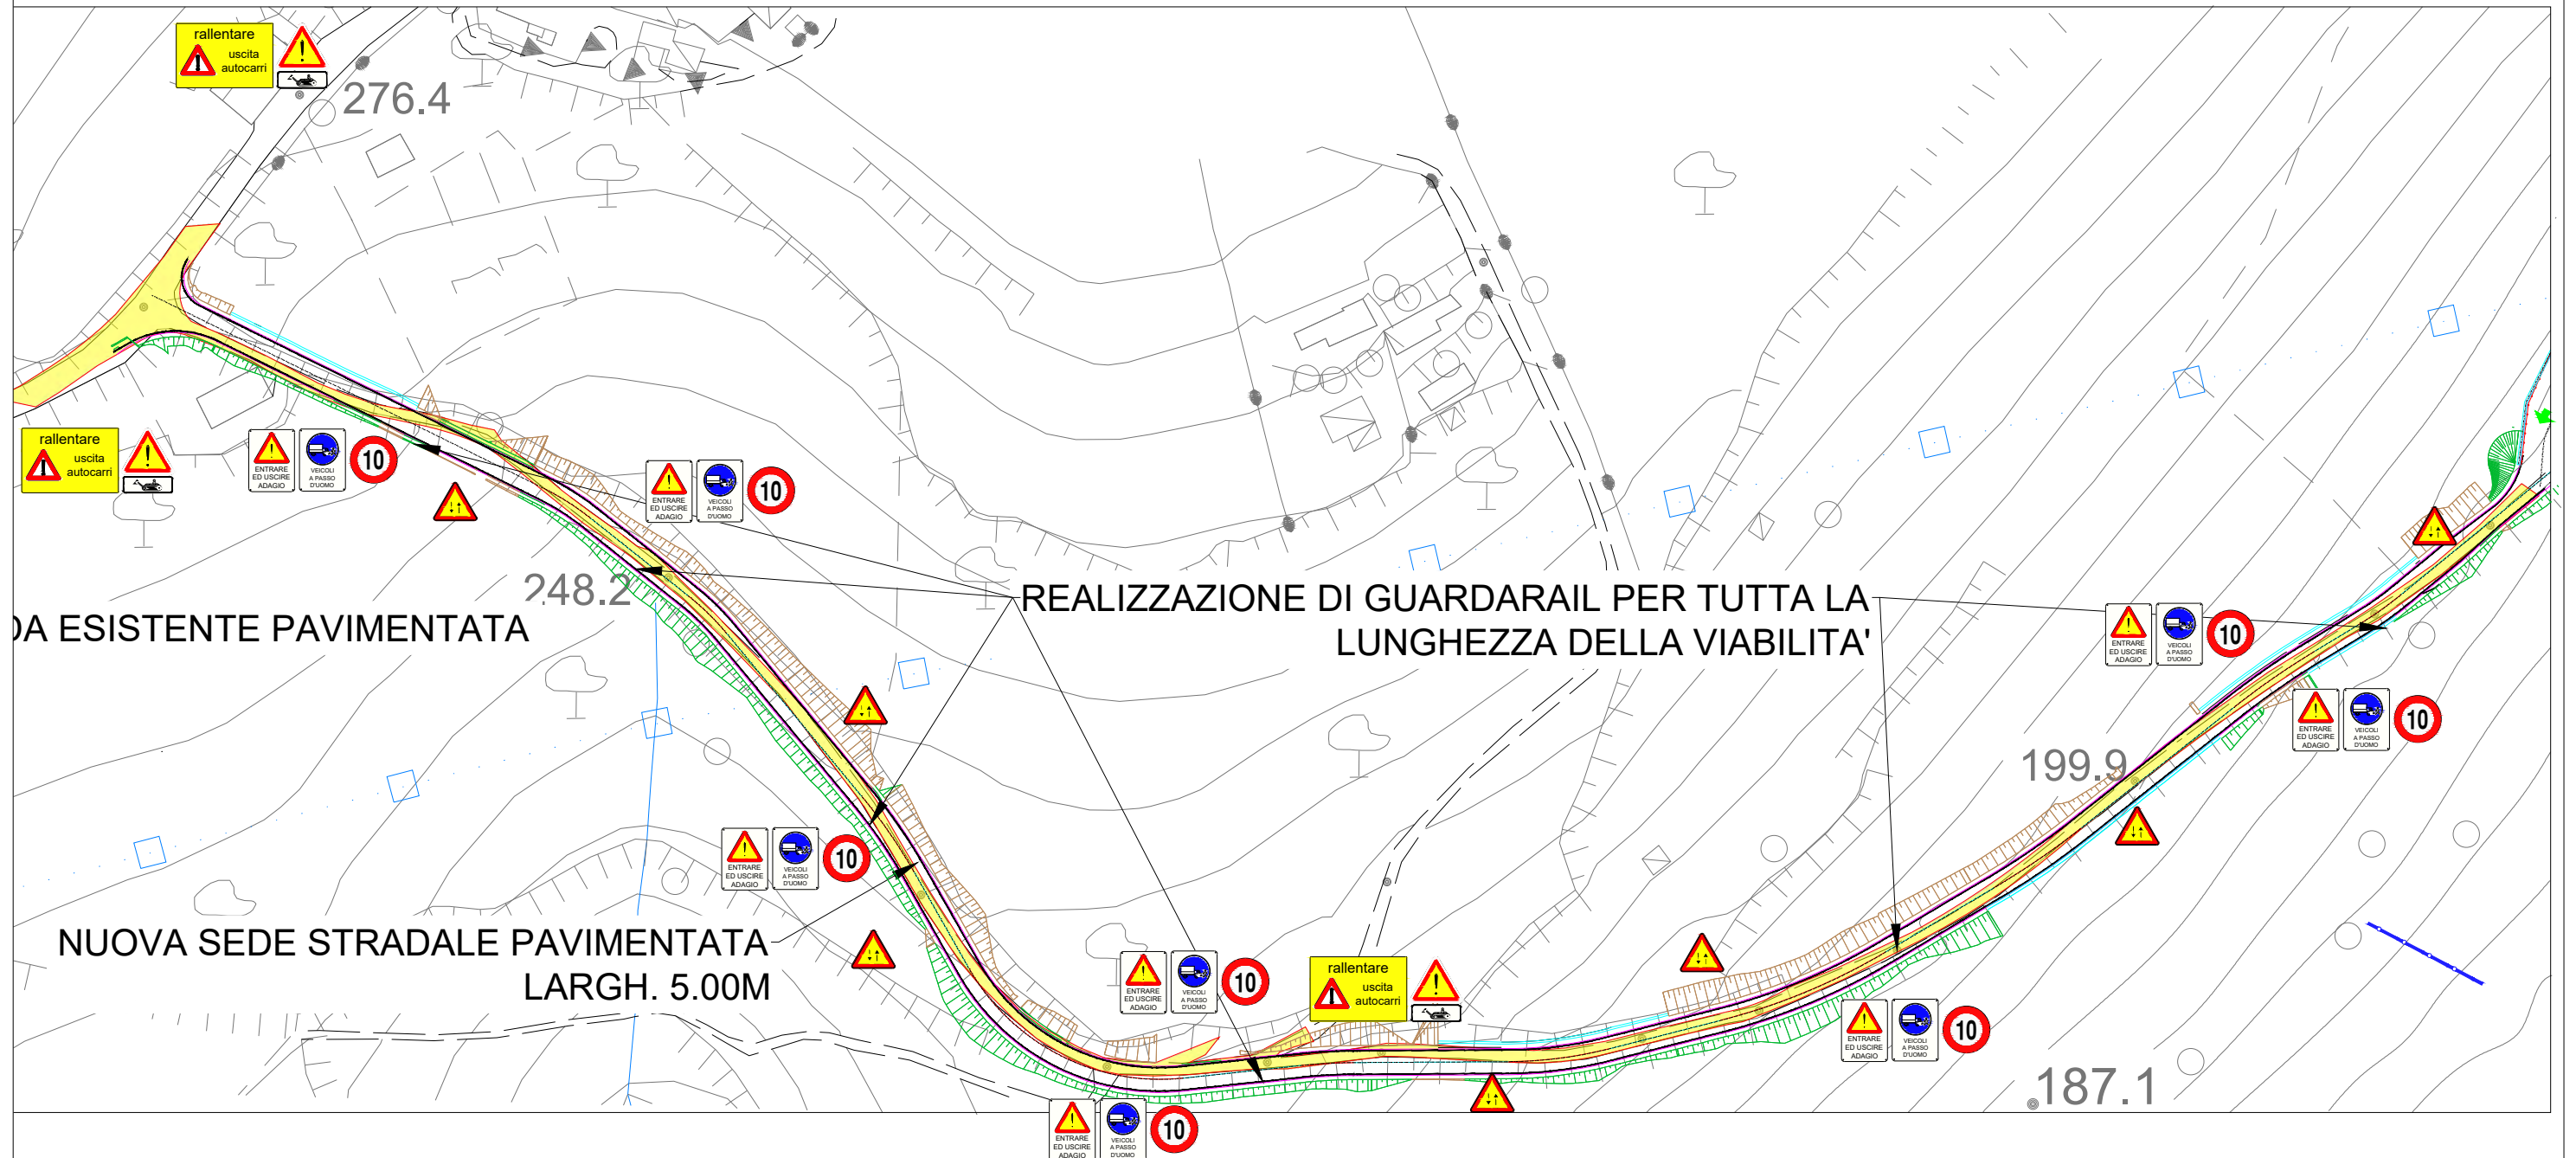 rallentare
uscita
autocarri
276.4
rallentare
uscita
autocarri
ENTRARE
ED USCIRE
ADAGIO
VEICOLI
A PASSO
D'UOMO
10
ENTRARE
ED USCIRE
ADAGIO
VEICOLI
A PASSO
D'UOMO
10
248.2
DA ESISTENTE PAVIMENTATA
REALIZZAZIONE DI GUARDARAIL PER TUTTA LA
LUNGHEZZA DELLA VIABILITA'
ENTRARE
ED USCIRE
ADAGIO
VEICOLI
A PASSO
D'UOMO
10
ENTRARE
ED USCIRE
ADAGIO
VEICOLI
A PASSO
D'UOMO
10
199.9
ENTRARE
ED USCIRE
ADAGIO
VEICOLI
A PASSO
D'UOMO
10
NUOVA SEDE STRADALE PAVIMENTATA
LARGH. 5.00M
ENTRARE
ED USCIRE
ADAGIO
VEICOLI
A PASSO
D'UOMO
10
rallentare
uscita
autocarri
ENTRARE
ED USCIRE
ADAGIO
VEICOLI
A PASSO
D'UOMO
10
187.1
ENTRARE
ED USCIRE
ADAGIO
VEICOLI
A PASSO
D'UOMO
10